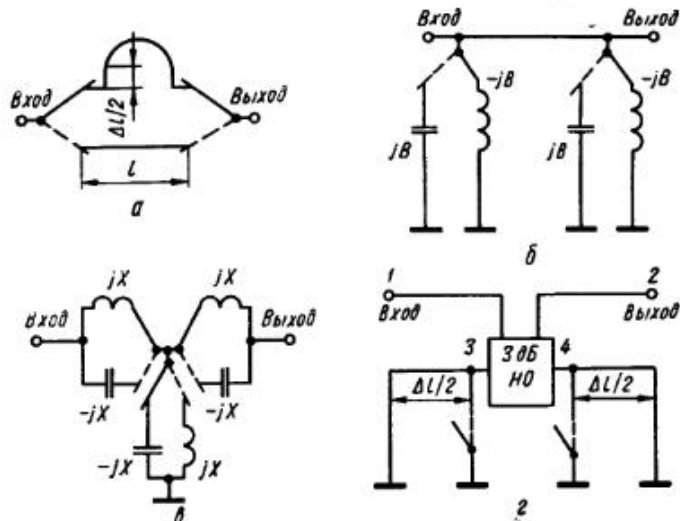 Вход
Выход
Δl/2
l
а
Вход
Выход
-jB
-jB
jB
jB
б
jX
jX
Вход
Выход
-jX
-jX
-jX
jX
в
1
2
Вход
Выход
3
3 дБ
НО
4
Δl/2
Δl/2
г